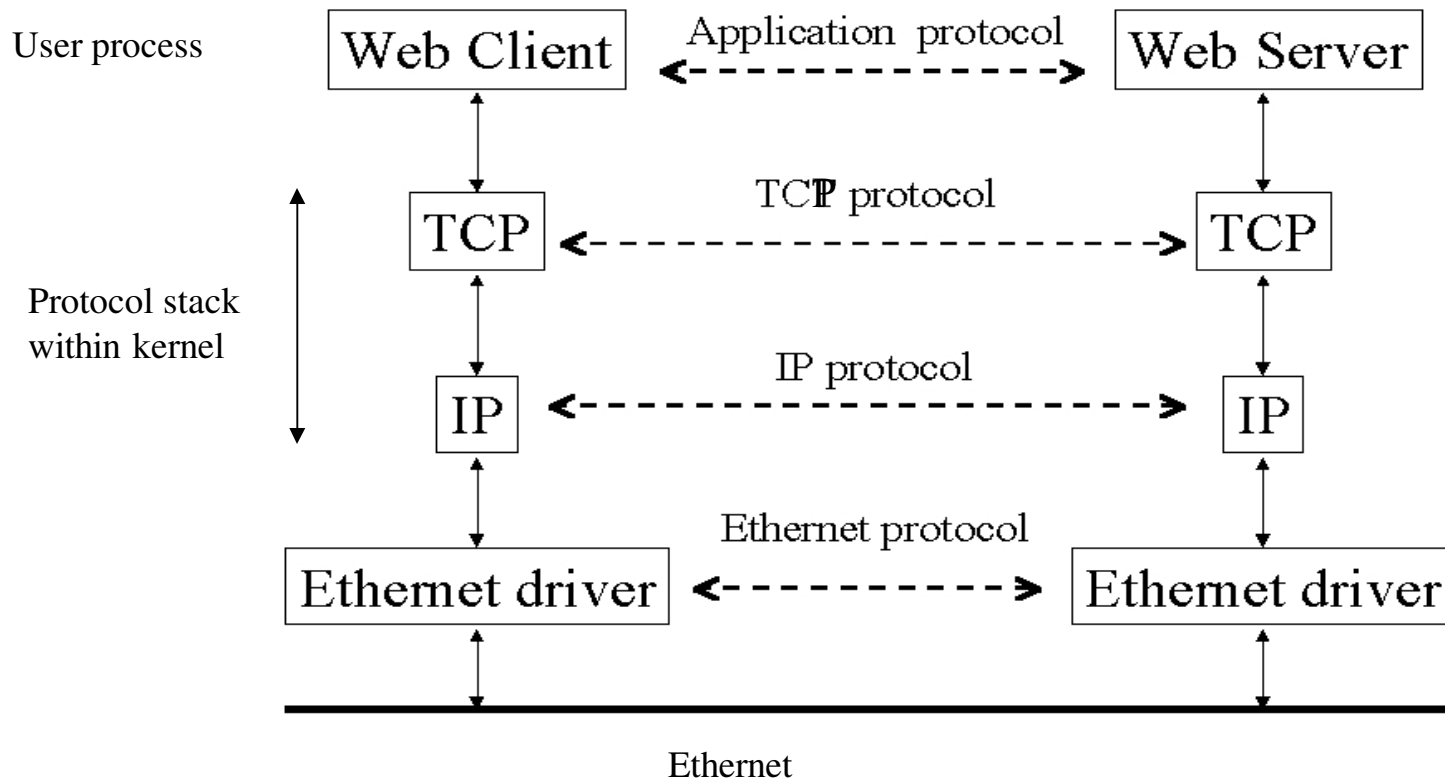 User process
Web Client
Application protocol
Web Server
TCP protocol
TCP
TCP
Protocol stack
within kernel
IP protocol
IP
IP
Ethernet protocol
Ethernet driver
Ethernet driver
Ethernet